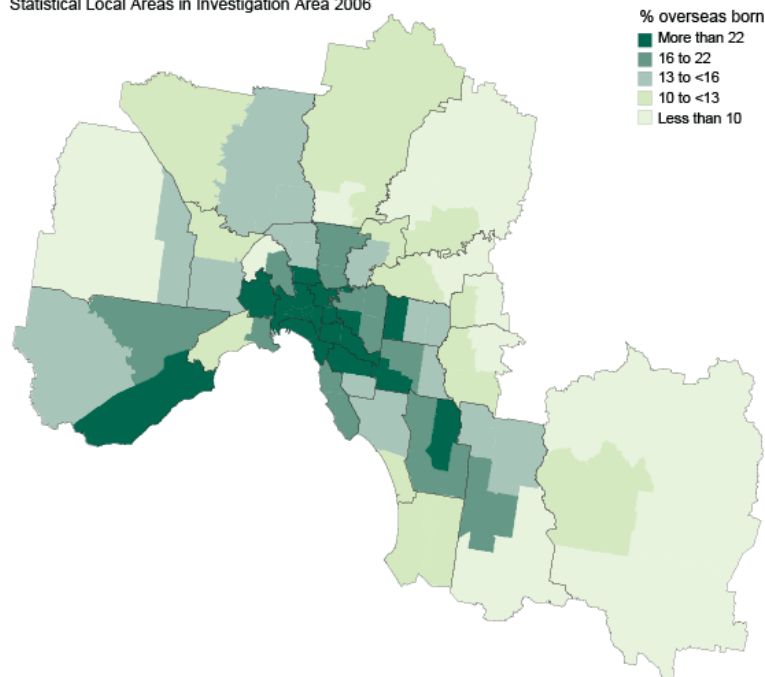 Statistical Local Areas in Investigation Area 2006
% overseas born
More than 22
16 to 22
13 to <16
10 to <13
Less than 10